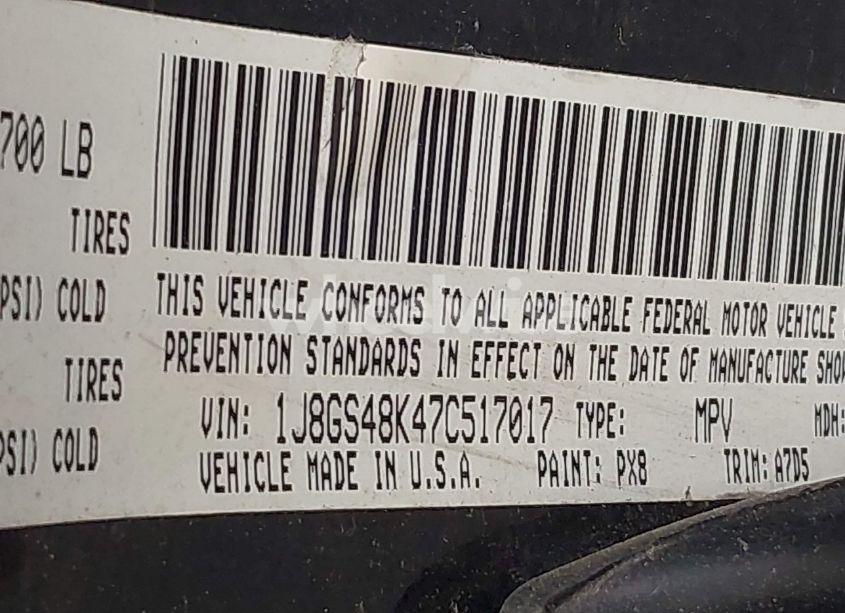 700 LB
TIRES
PSI) COLD
TIRES
PSI) COLD
THIS VEHICLE CONFORMS TO ALL APPLICABLE FEDERAL MOTOR VEHICLE
PREVENTION STANDARDS IN EFFECT ON THE DATE OF MANUFACTURE SHOW
VIN: 1J8GS48K47C517017 TYPE: MPV MDH:
VEHICLE MADE IN U.S.A. PAINT: PX8 TRIM: A7D5